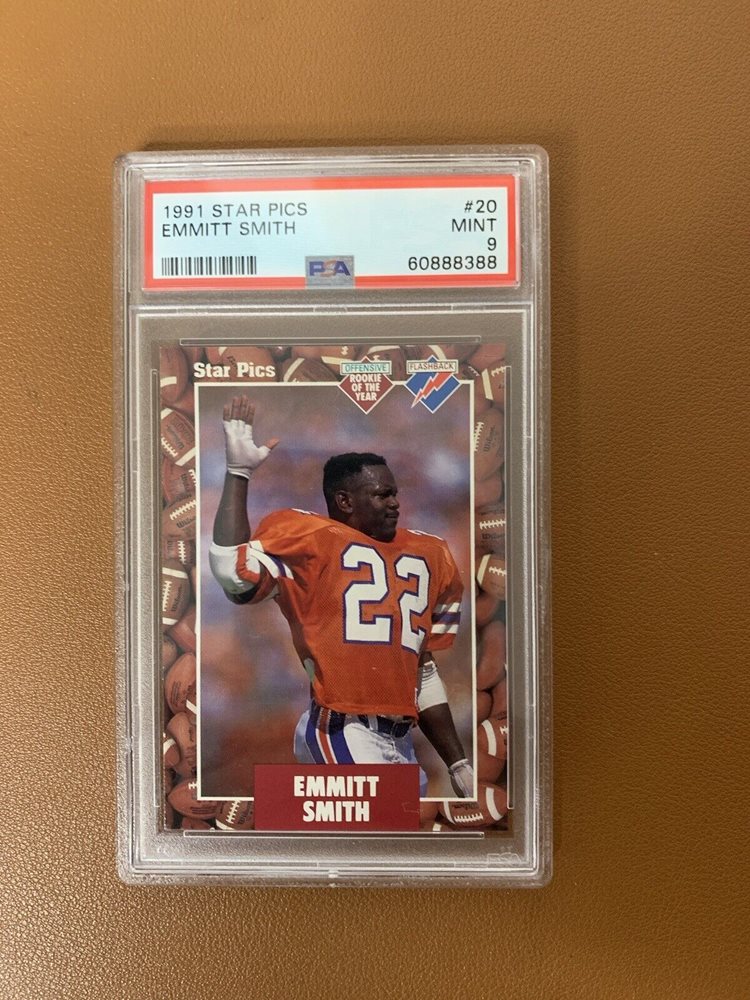 1991 STAR PICS #20
EMMITT SMITH MINT
9
PSA 60888388
Star Pics
OFFENSIVE
ROOKIE
OF THE
YEAR
FLASHBACK
22
EMMITT
SMITH